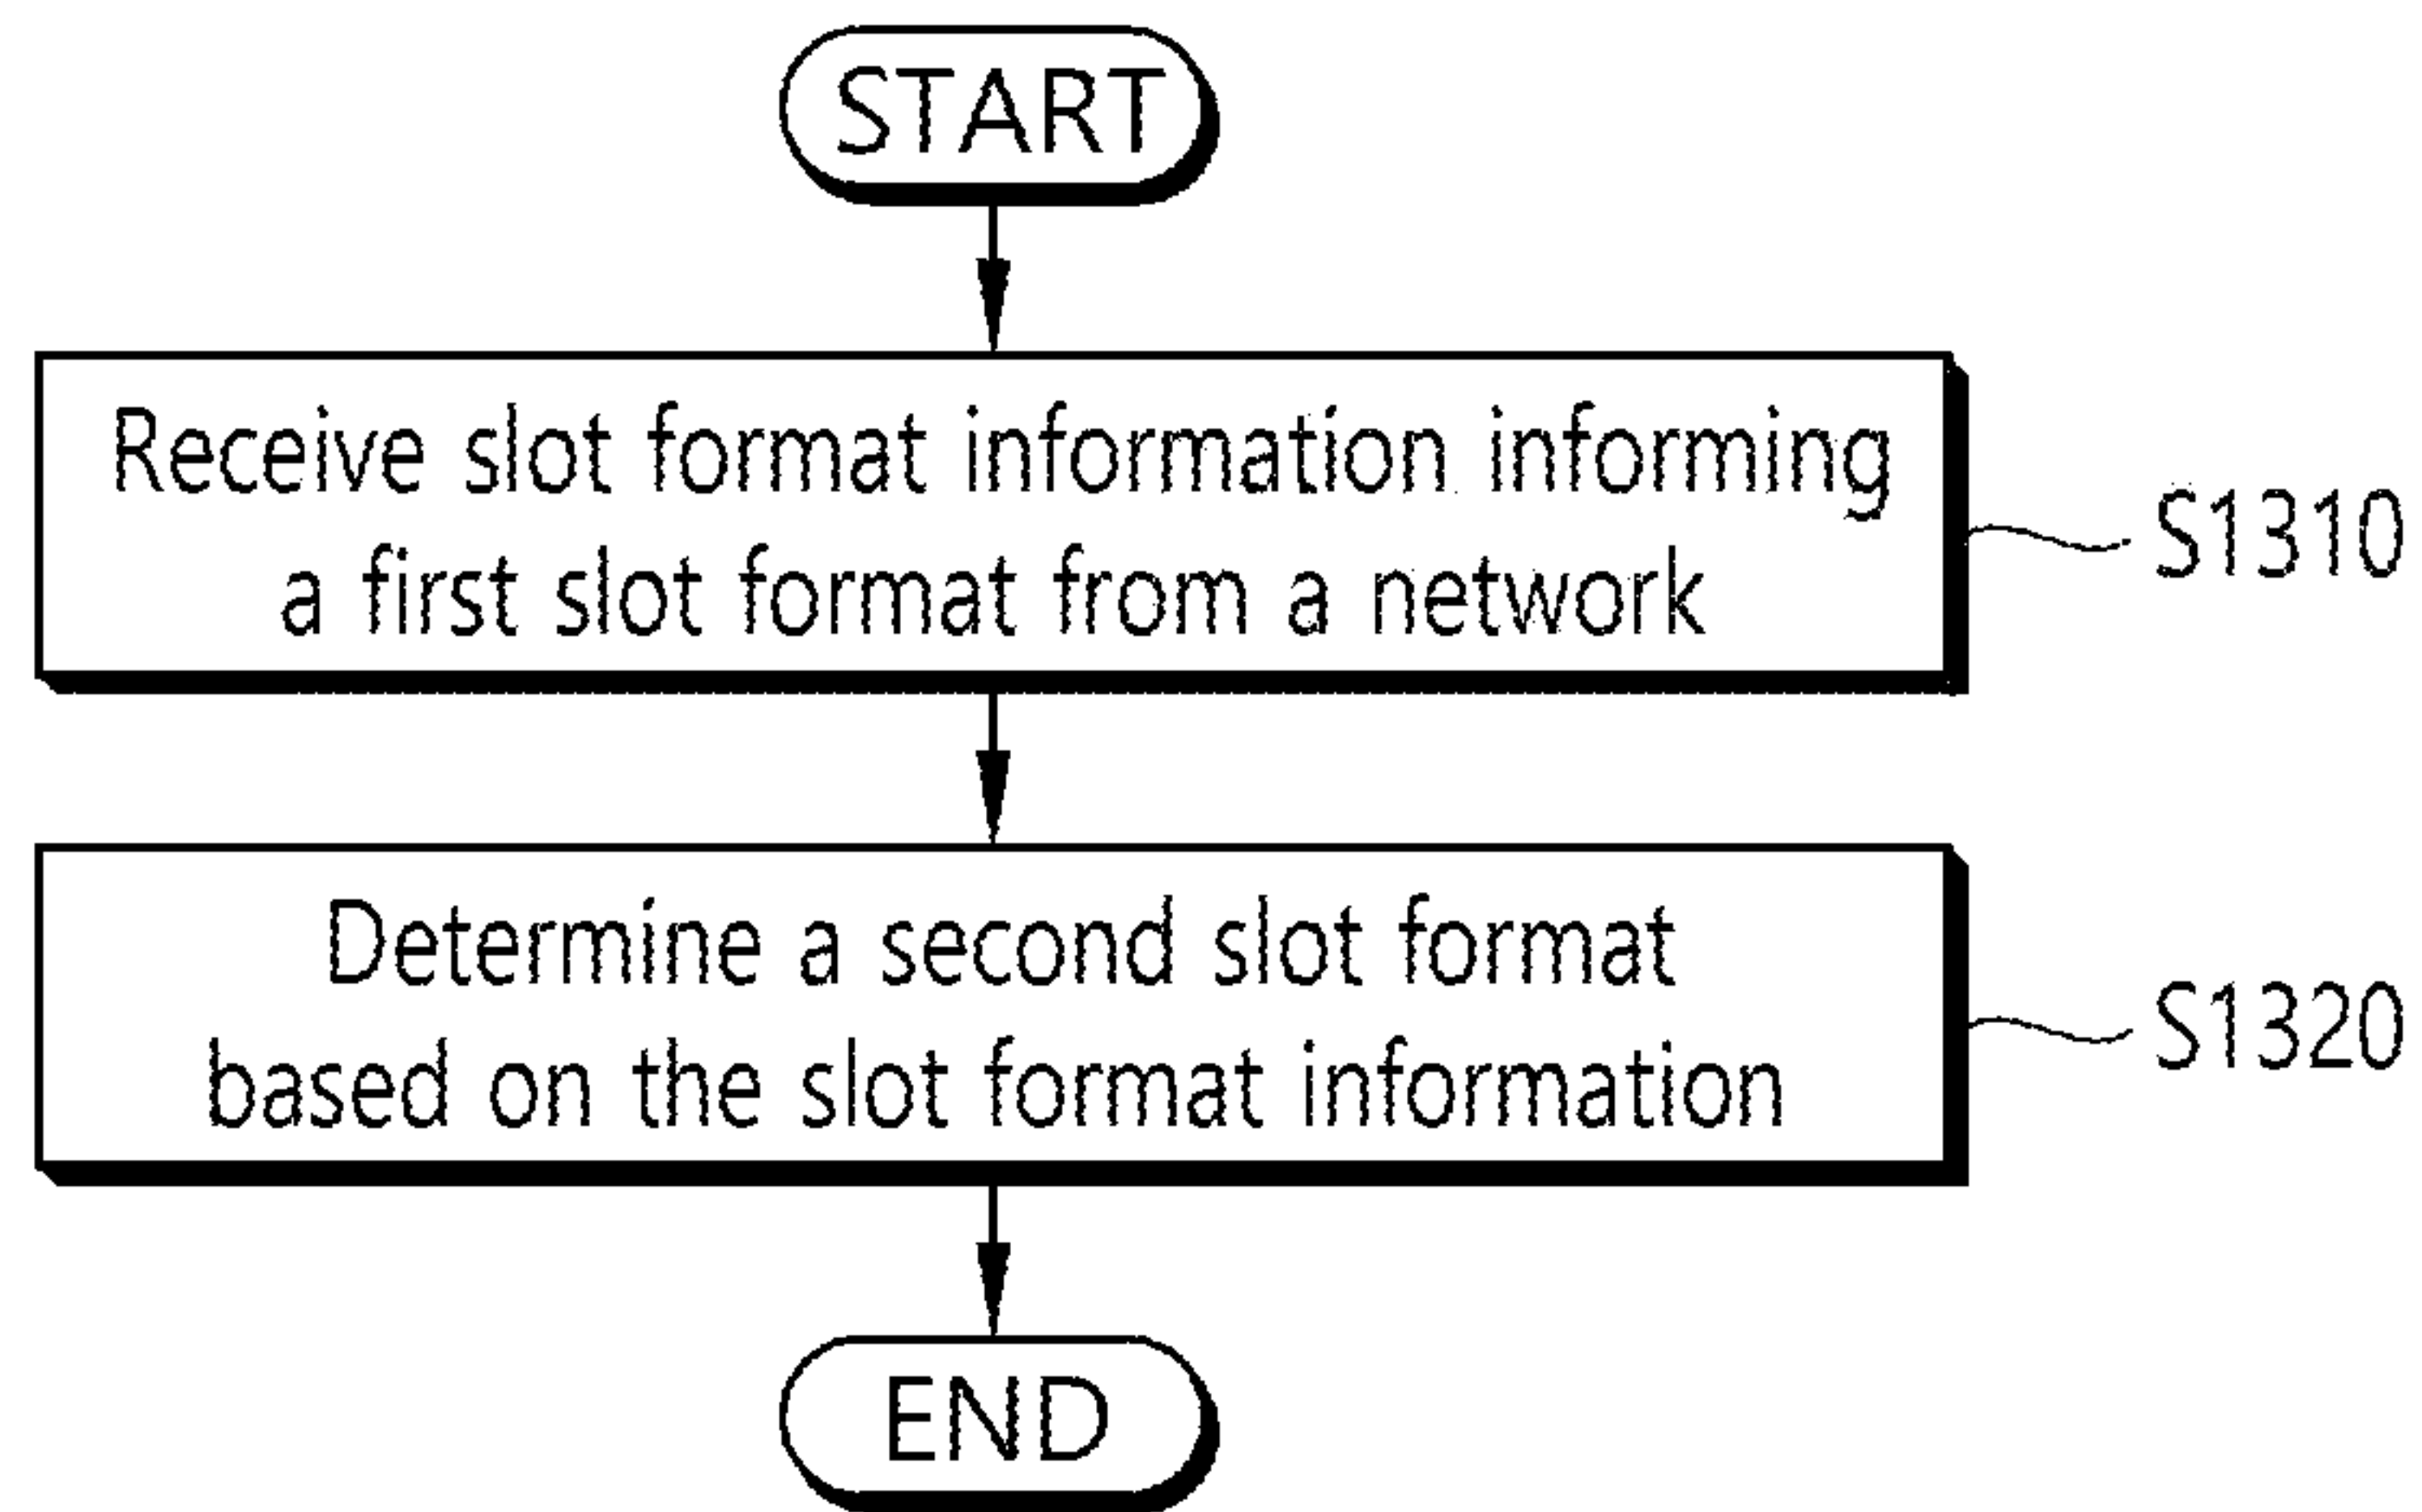 START
Receive slot format information informing
a first slot format from a network
S1310
Determine a second slot format
based on the slot format information
S1320
END